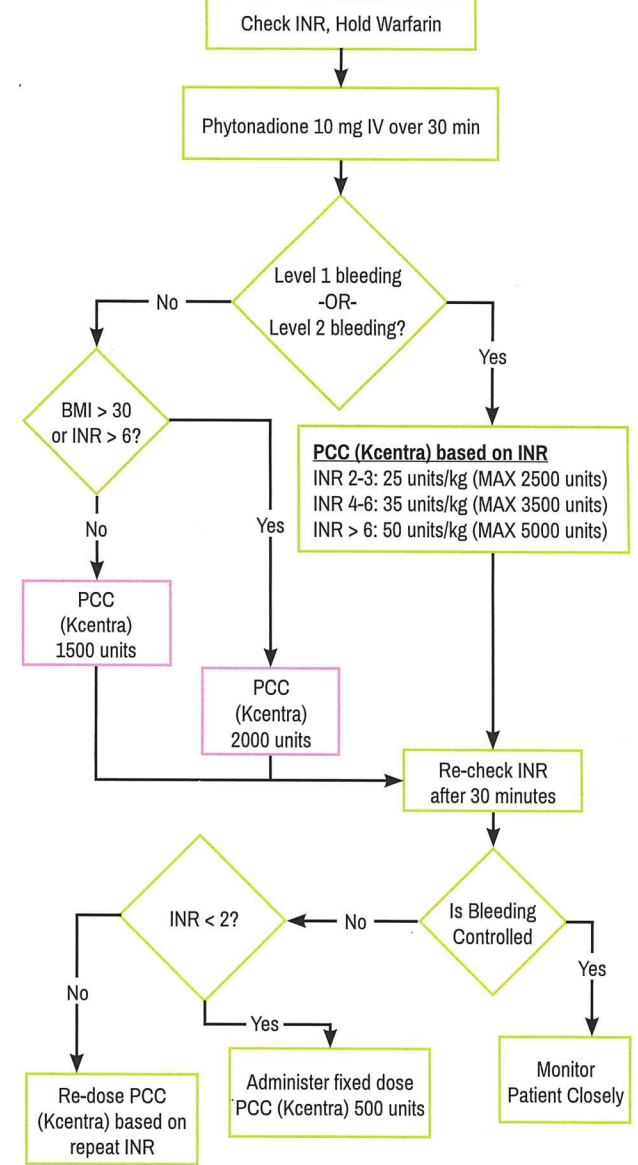 Check INR, Hold Warfarin
Phytonadione 10 mg IV over 30 min
Level 1 bleeding
-OR-
Level 2 bleeding?
No
Yes
BMI > 30
or INR > 6?
PCC (Kcentra) based on INR
INR 2-3: 25 units/kg (MAX 2500 units)
INR 4-6: 35 units/kg (MAX 3500 units)
INR > 6: 50 units/kg (MAX 5000 units)
No
Yes
PCC
(Kcentra)
1500 units
PCC
(Kcentra)
2000 units
Re-check INR
after 30 minutes
INR < 2?
No
Is Bleeding
Controlled
No
Yes
Yes
Re-dose PCC
(Kcentra) based on
repeat INR
Administer fixed dose
PCC (Kcentra) 500 units
Monitor
Patient Closely